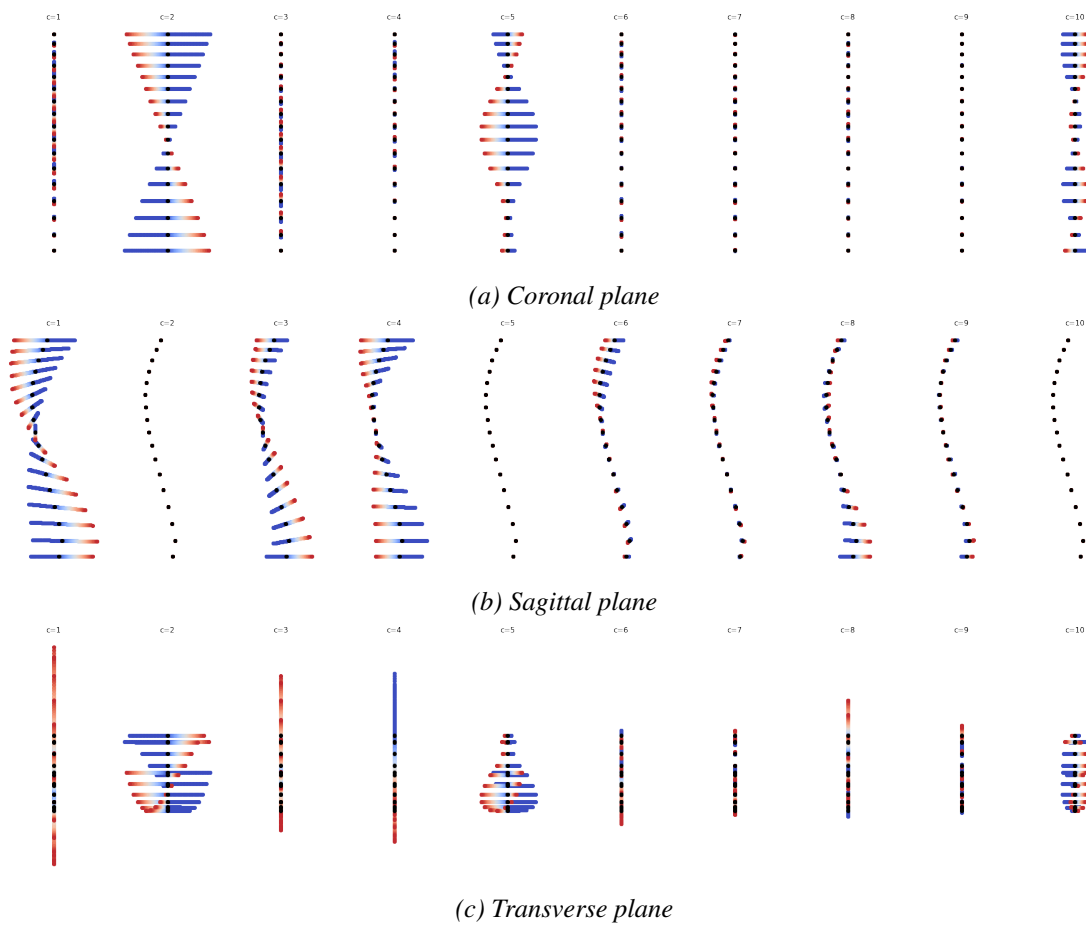 c=1 c=2 c=3 c=4 c=5 c=6 c=7 c=8 c=9 c=10
(a) Coronal plane
c=1 c=2 c=3 c=4 c=5 c=6 c=7 c=8 c=9 c=10
(b) Sagittal plane
c=1 c=2 c=3 c=4 c=5 c=6 c=7 c=8 c=9 c=10
(c) Transverse plane